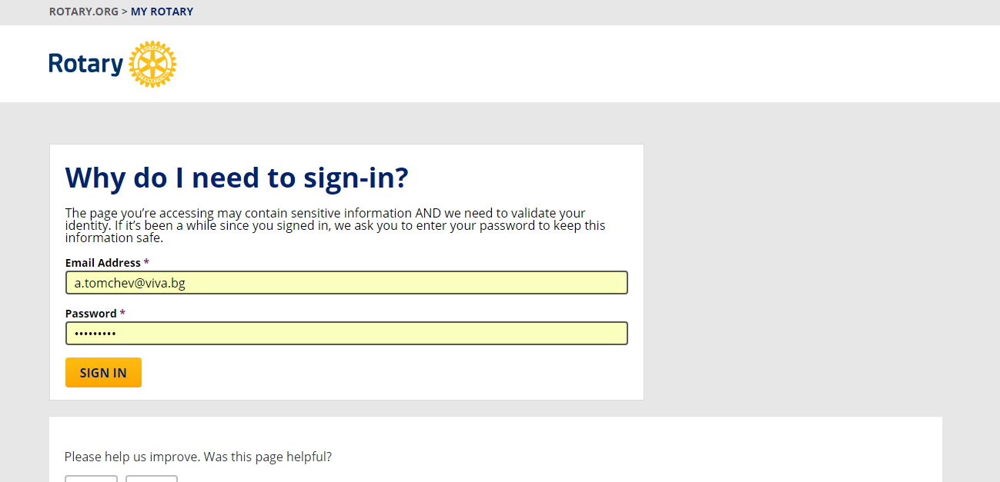 ROTARY.ORG > MY ROTARY
Rotary
ROTARY
INTERNATIONAL
Why do I need to sign-in?
The page you’re accessing may contain sensitive information AND we need to validate your
identity. If it’s been a while since you signed in, we ask you to enter your password to keep this
information safe.
Email Address *
a.tomchev@viva.bg
Password *
•••••••••
SIGN IN
Please help us improve. Was this page helpful?